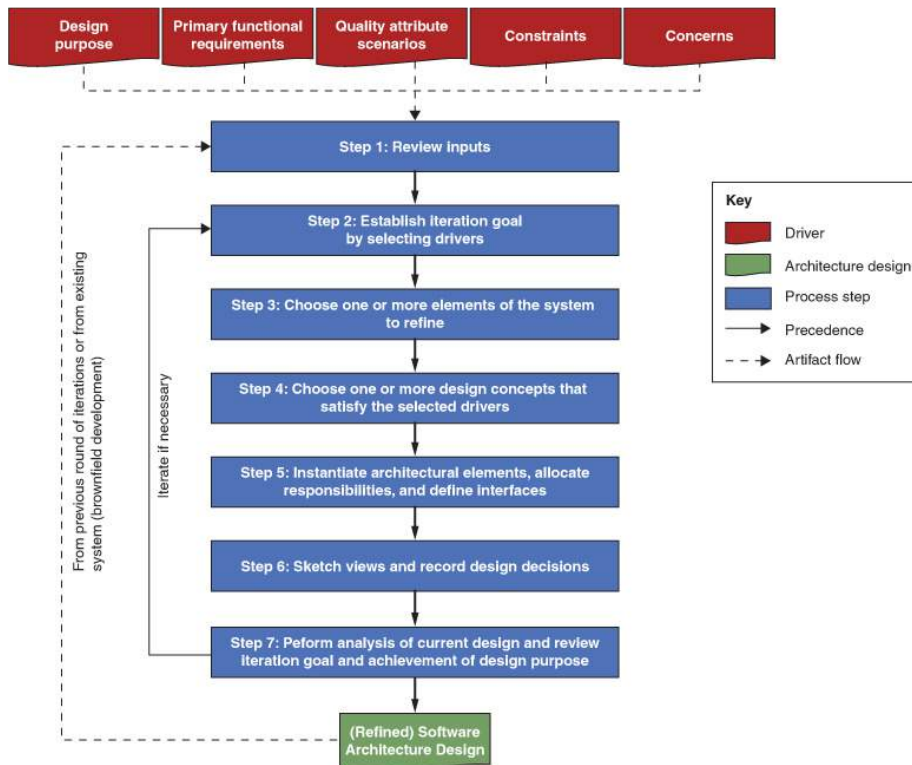 Design
purpose
Primary functional
requirements
Quality attribute
scenarios
Constraints
Concerns
Step 1: Review inputs
Step 2: Establish iteration goal
by selecting drivers
Step 3: Choose one or more elements of the system
to refine
Step 4: Choose one or more design concepts that
satisfy the selected drivers
Step 5: Instantiate architectural elements, allocate
responsibilities, and define interfaces
Step 6: Sketch views and record design decisions
Step 7: Peform analysis of current design and review
iteration goal and achievement of design purpose
(Refined) Software
Architecture Design
From previous round of iterations or from existing
system (brownfield development)
Iterate if necessary
Key
Driver
Architecture design
Process step
Precedence
Artifact flow